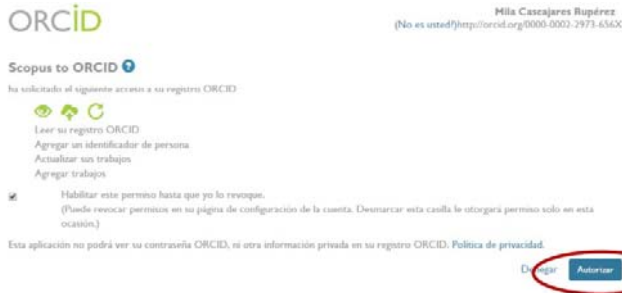 ORCID
Mila Cascajares Rupérez
(No es usted?)http://orcid.org/0000-0002-2973-656X
Scopus to ORCID ?
ha solicitado el siguiente acceso a su registro ORCID
Leer su registro ORCID
Agregar un identificador de persona
Actualizar sus trabajos
Agregar trabajos
Habilitar este permiso hasta que yo lo revoque.
(Puede revocar permisos en su página de configuración de la cuenta. Desmarcar esta casilla le otorgará permiso solo en esta
ocasión.)
Esta aplicación no podrá ver su contraseña ORCID, ni otra información privada en su registro ORCID. Política de privacidad.
Denegar Autorizar